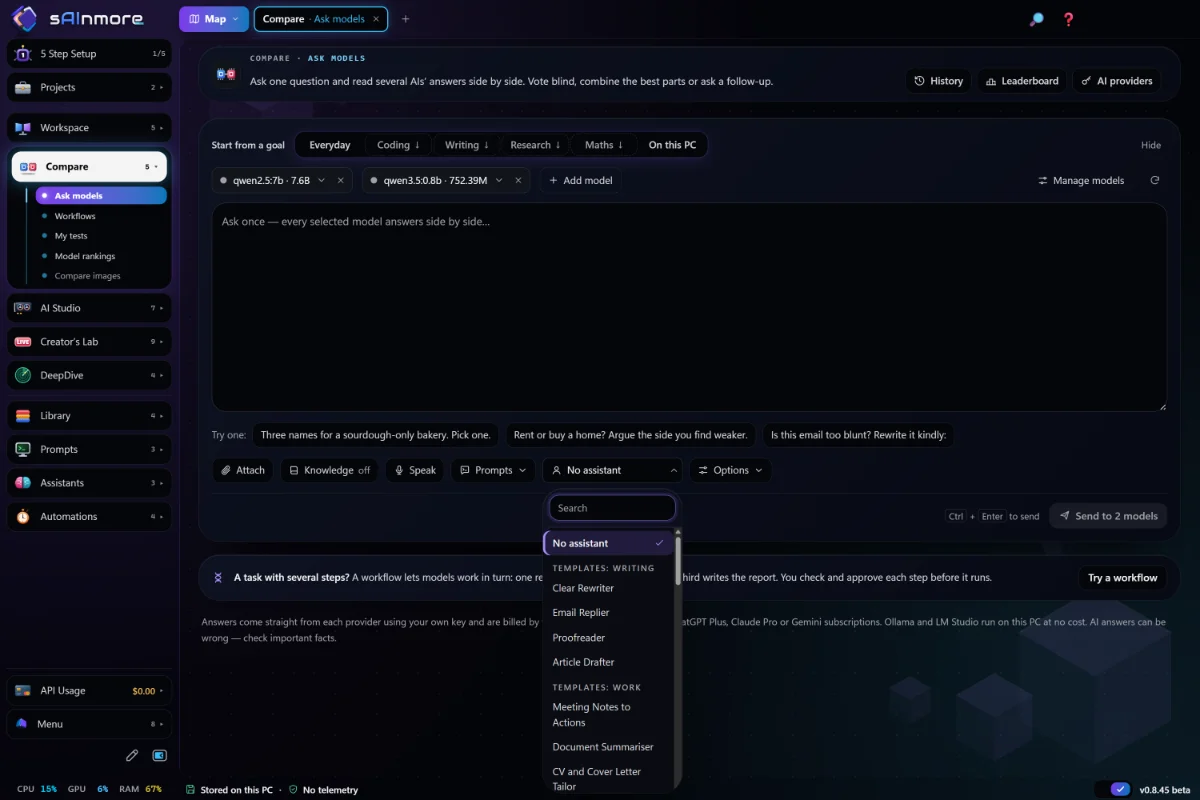 sAInmore
Map
Compare · Ask models ×
+
?
5 Step Setup 1/5
Projects 2
Workspace 5
Compare 5
Ask models
Workflows
My tests
Model rankings
Compare images
AI Studio 7
Creator's Lab 9
DeepDive 4
Library 4
Prompts 3
Assistants 3
Automations 4
API Usage $0.00
Menu 8
CPU 15% GPU 6% RAM 67%
COMPARE · ASK MODELS
Ask one question and read several AIs' answers side by side. Vote blind, combine the best parts or ask a follow-up.
History
Leaderboard
AI providers
Start from a goal
Everyday
Coding ↓
Writing ↓
Research ↓
Maths ↓
On this PC
Hide
qwen2.5:7b · 7.6B ×
qwen3.5:0.8b · 752.39M ×
+ Add model
Manage models
Ask once — every selected model answers side by side...
Try one:
Three names for a sourdough-only bakery. Pick one.
Rent or buy a home? Argue the side you find weaker.
Is this email too blunt? Rewrite it kindly:
Attach
Knowledge off
Speak
Prompts
No assistant
Options
Search
No assistant
TEMPLATES: WRITING
Clear Rewriter
Email Replier
Proofreader
Article Drafter
TEMPLATES: WORK
Meeting Notes to
Actions
Document Summariser
CV and Cover Letter
Tailor
Ctrl + Enter to send
Send to 2 models
A task with several steps? A workflow lets models work in turn: one re
hird writes the report. You check and approve each step before it runs.
Try a workflow
Answers come straight from each provider using your own key and are billed by
atGPT Plus, Claude Pro or Gemini subscriptions. Ollama and LM Studio run on this PC at no cost. AI answers can be
wrong — check important facts.
Stored on this PC · No telemetry
v0.8.45 beta